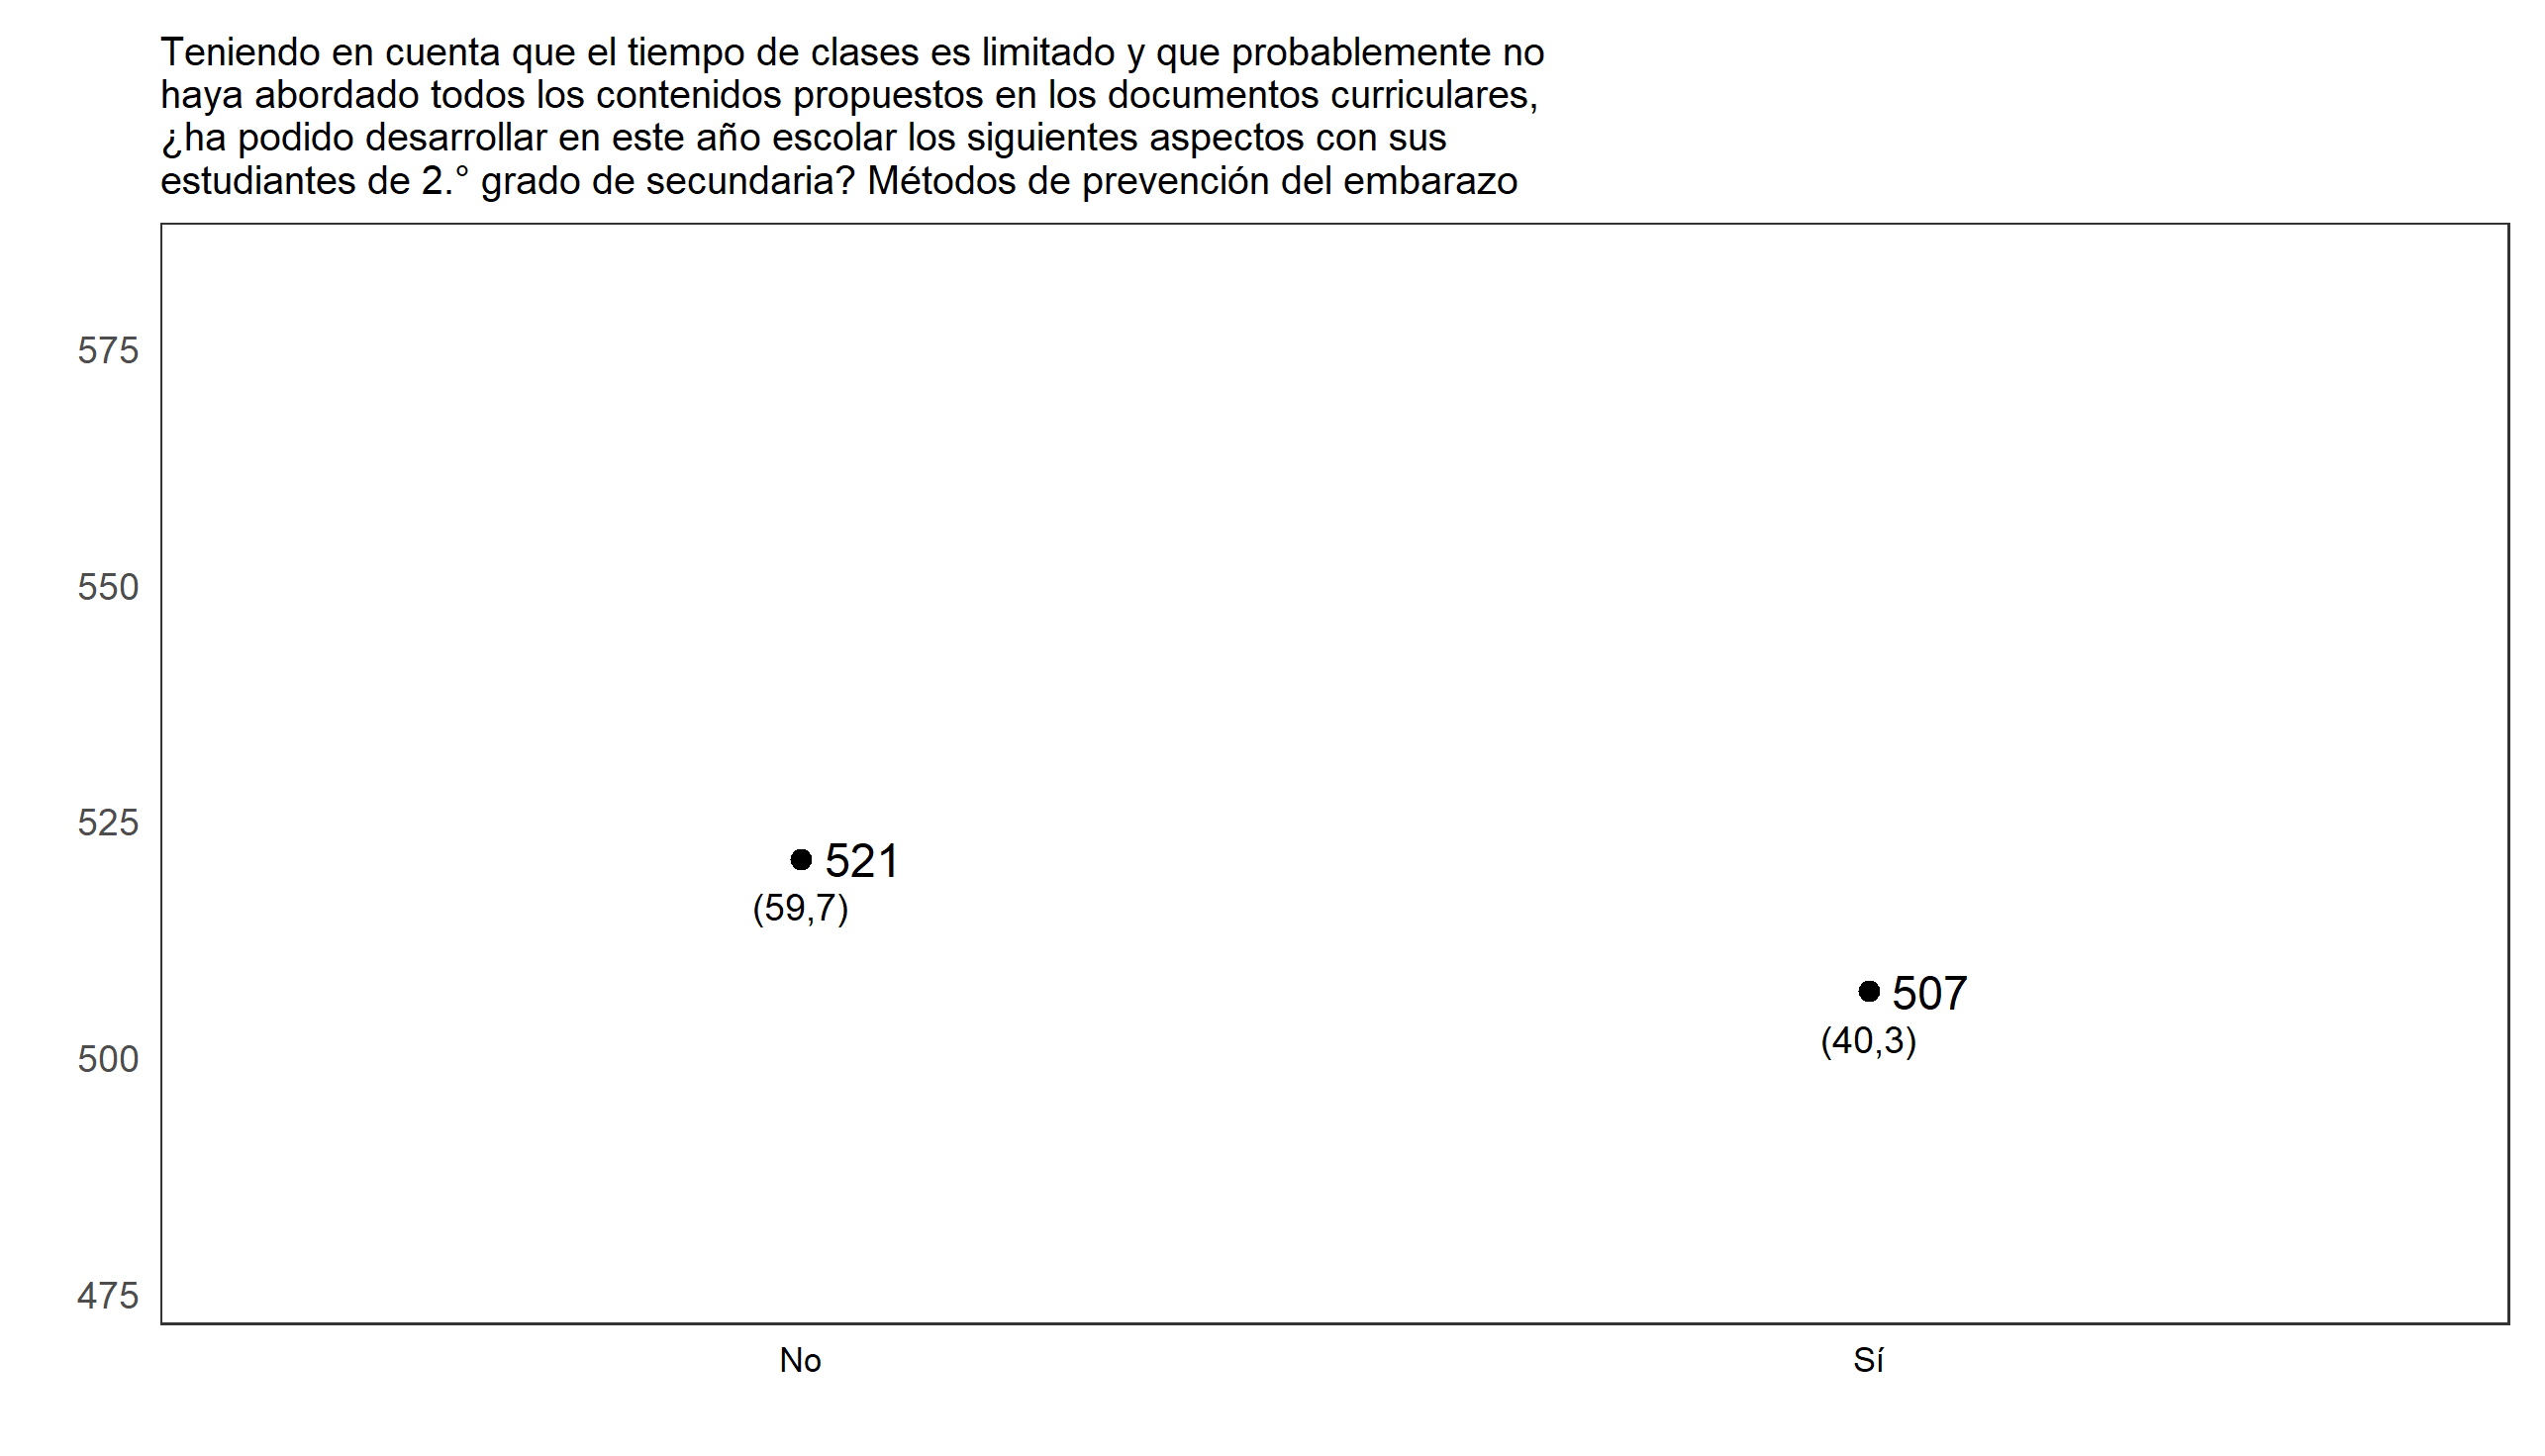 Teniendo en cuenta que el tiempo de clases es limitado y que probablemente no
haya abordado todos los contenidos propuestos en los documentos curriculares,
¿ha podido desarrollar en este año escolar los siguientes aspectos con sus
estudiantes de 2.° grado de secundaria? Métodos de prevención del embarazo
575
550
525
521
(59,7)
507
(40,3)
500
475
No
Sí